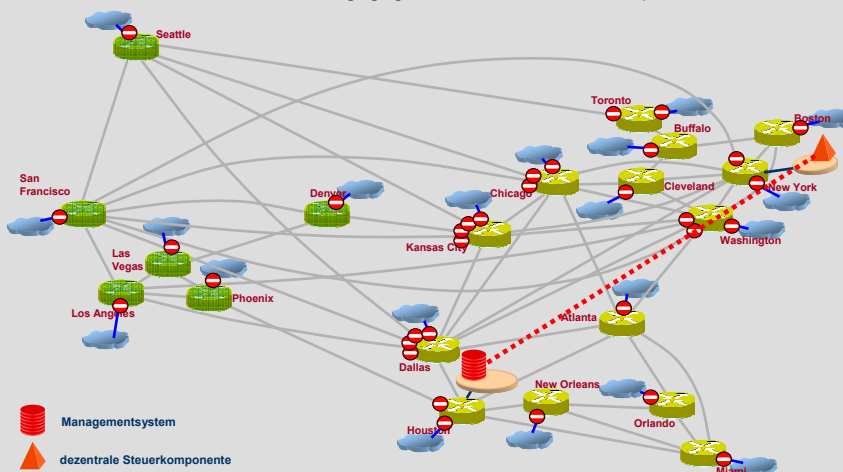 Seattle
Toronto
Boston
Buffalo
San
Francisco
Denver
Chicago
Cleveland
New York
Kansas City
Washington
Las
Vegas
Phoenix
Los Angeles
Atlanta
Dallas
New Orleans
Orlando
Houston
Miami
Managementsystem
dezentrale Steuerkomponente